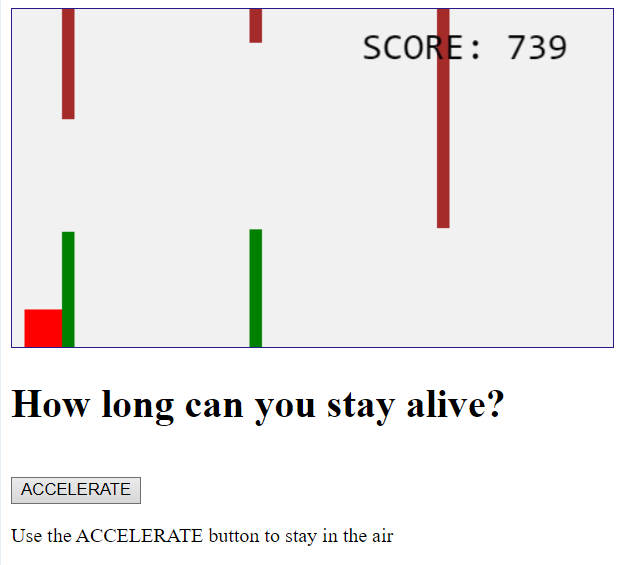 SCORE: 739
How long can you stay alive?
ACCELERATE
Use the ACCELERATE button to stay in the air